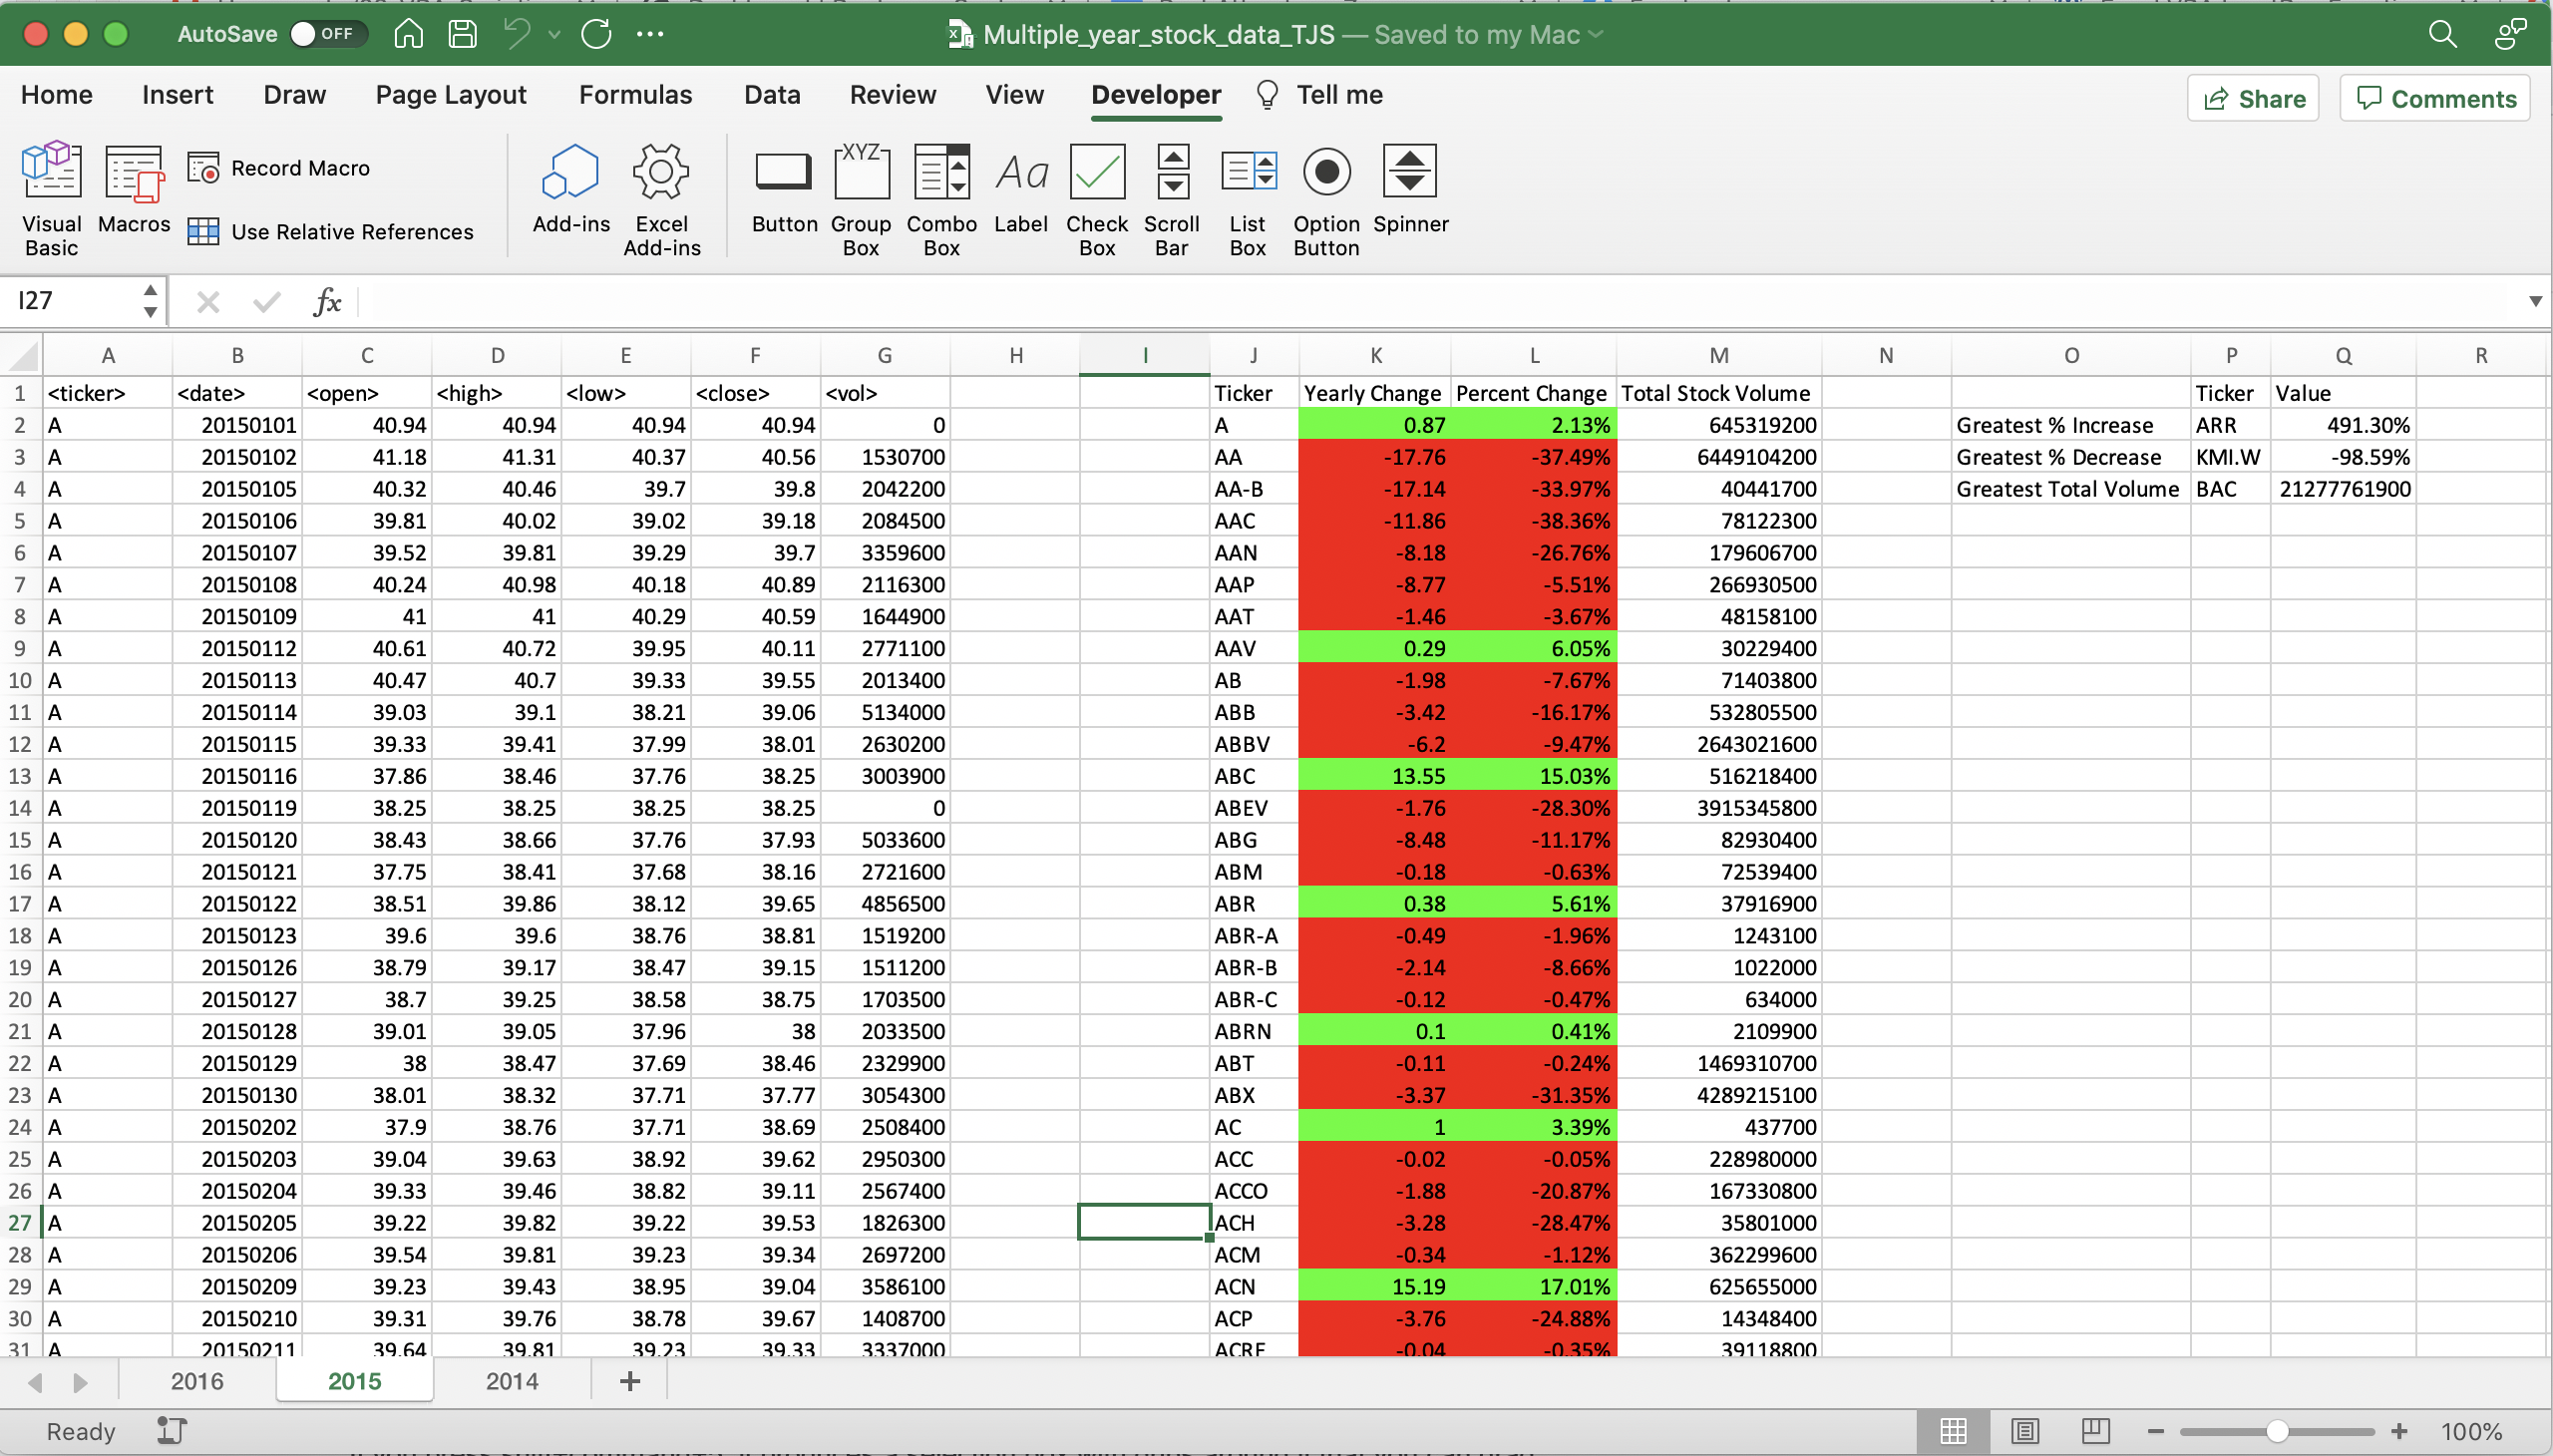 AutoSave OFF Multiple_year_stock_data_TJS — Saved to my Mac
Home Insert Draw Page Layout Formulas Data Review View Developer Tell me Share Comments
Visual Basic Macros Record Macro Use Relative References Add-ins Excel Add-ins Button Group Box Combo Box Label Check Box Scroll Bar List Box Option Button Spinner
XYZ Aa
I27 fx
A B C D E F G H I J K L M N O P Q R
1 <ticker> <date> <open> <high> <low> <close> <vol> Ticker Yearly Change Percent Change Total Stock Volume Ticker Value
2 A 20150101 40.94 40.94 40.94 40.94 0 A 0.87 2.13% 645319200 Greatest % Increase ARR 491.30%
3 A 20150102 41.18 41.31 40.37 40.56 1530700 AA -17.76 -37.49% 6449104200 Greatest % Decrease KMI.W -98.59%
4 A 20150105 40.32 40.46 39.7 39.8 2042200 AA-B -17.14 -33.97% 40441700 Greatest Total Volume BAC 21277761900
5 A 20150106 39.81 40.02 39.02 39.18 2084500 AAC -11.86 -38.36% 78122300
6 A 20150107 39.52 39.81 39.29 39.7 3359600 AAN -8.18 -26.76% 179606700
7 A 20150108 40.24 40.98 40.18 40.89 2116300 AAP -8.77 -5.51% 266930500
8 A 20150109 41 41 40.29 40.59 1644900 AAT -1.46 -3.67% 48158100
9 A 20150112 40.61 40.72 39.95 40.11 2771100 AAV 0.29 6.05% 30229400
10 A 20150113 40.47 40.7 39.33 39.55 2013400 AB -1.98 -7.67% 71403800
11 A 20150114 39.03 39.1 38.21 39.06 5134000 ABB -3.42 -16.17% 532805500
12 A 20150115 39.33 39.41 37.99 38.01 2630200 ABBV -6.2 -9.47% 2643021600
13 A 20150116 37.86 38.46 37.76 38.25 3003900 ABC 13.55 15.03% 516218400
14 A 20150119 38.25 38.25 38.25 38.25 0 ABEV -1.76 -28.30% 3915345800
15 A 20150120 38.43 38.66 37.76 37.93 5033600 ABG -8.48 -11.17% 82930400
16 A 20150121 37.75 38.41 37.68 38.16 2721600 ABM -0.18 -0.63% 72539400
17 A 20150122 38.51 39.86 38.12 39.65 4856500 ABR 0.38 5.61% 37916900
18 A 20150123 39.6 39.6 38.76 38.81 1519200 ABR-A -0.49 -1.96% 1243100
19 A 20150126 38.79 39.17 38.47 39.15 1511200 ABR-B -2.14 -8.66% 1022000
20 A 20150127 38.7 39.25 38.58 38.75 1703500 ABR-C -0.12 -0.47% 634000
21 A 20150128 39.01 39.05 37.96 38 2033500 ABRN 0.1 0.41% 2109900
22 A 20150129 38 38.47 37.69 38.46 2329900 ABT -0.11 -0.24% 1469310700
23 A 20150130 38.01 38.32 37.71 37.77 3054300 ABX -3.37 -31.35% 4289215100
24 A 20150202 37.9 38.76 37.71 38.69 2508400 AC 1 3.39% 437700
25 A 20150203 39.04 39.63 38.92 39.62 2950300 ACC -0.02 -0.05% 228980000
26 A 20150204 39.33 39.46 38.82 39.11 2567400 ACCO -1.88 -20.87% 167330800
27 A 20150205 39.22 39.82 39.22 39.53 1826300 ACH -3.28 -28.47% 35801000
28 A 20150206 39.54 39.81 39.23 39.34 2697200 ACM -0.34 -1.12% 362299600
29 A 20150209 39.23 39.43 38.95 39.04 3586100 ACN 15.19 17.01% 625655000
30 A 20150210 39.31 39.76 38.78 39.67 1408700 ACP -3.76 -24.88% 14348400
31 A 20150211 39.64 39.81 39.23 39.33 3337000 ACRE -0.04 -0.35% 39118800
2016 2015 2014 +
Ready 100%